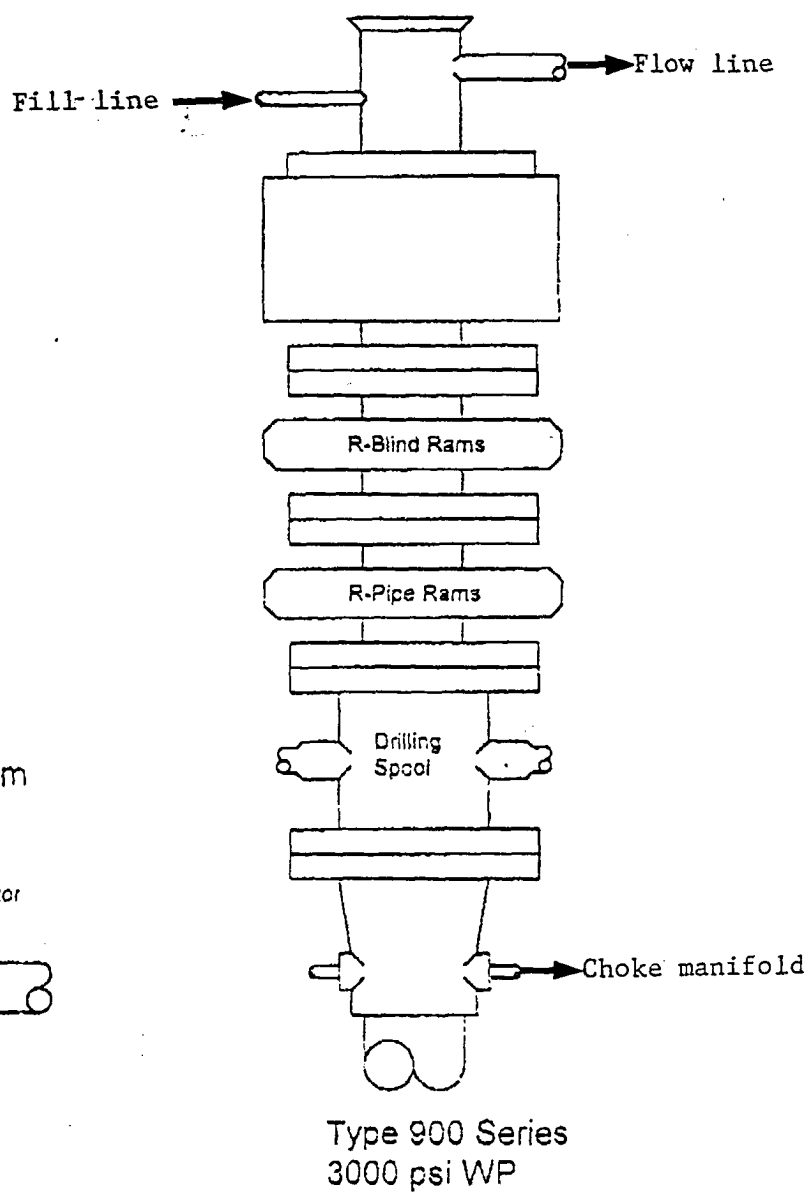 Flow line
Fill-line
R-Blind Rams
R-Pipe Rams
Drilling
Spool
Choke manifold
Type 900 Series
3000 psi WP